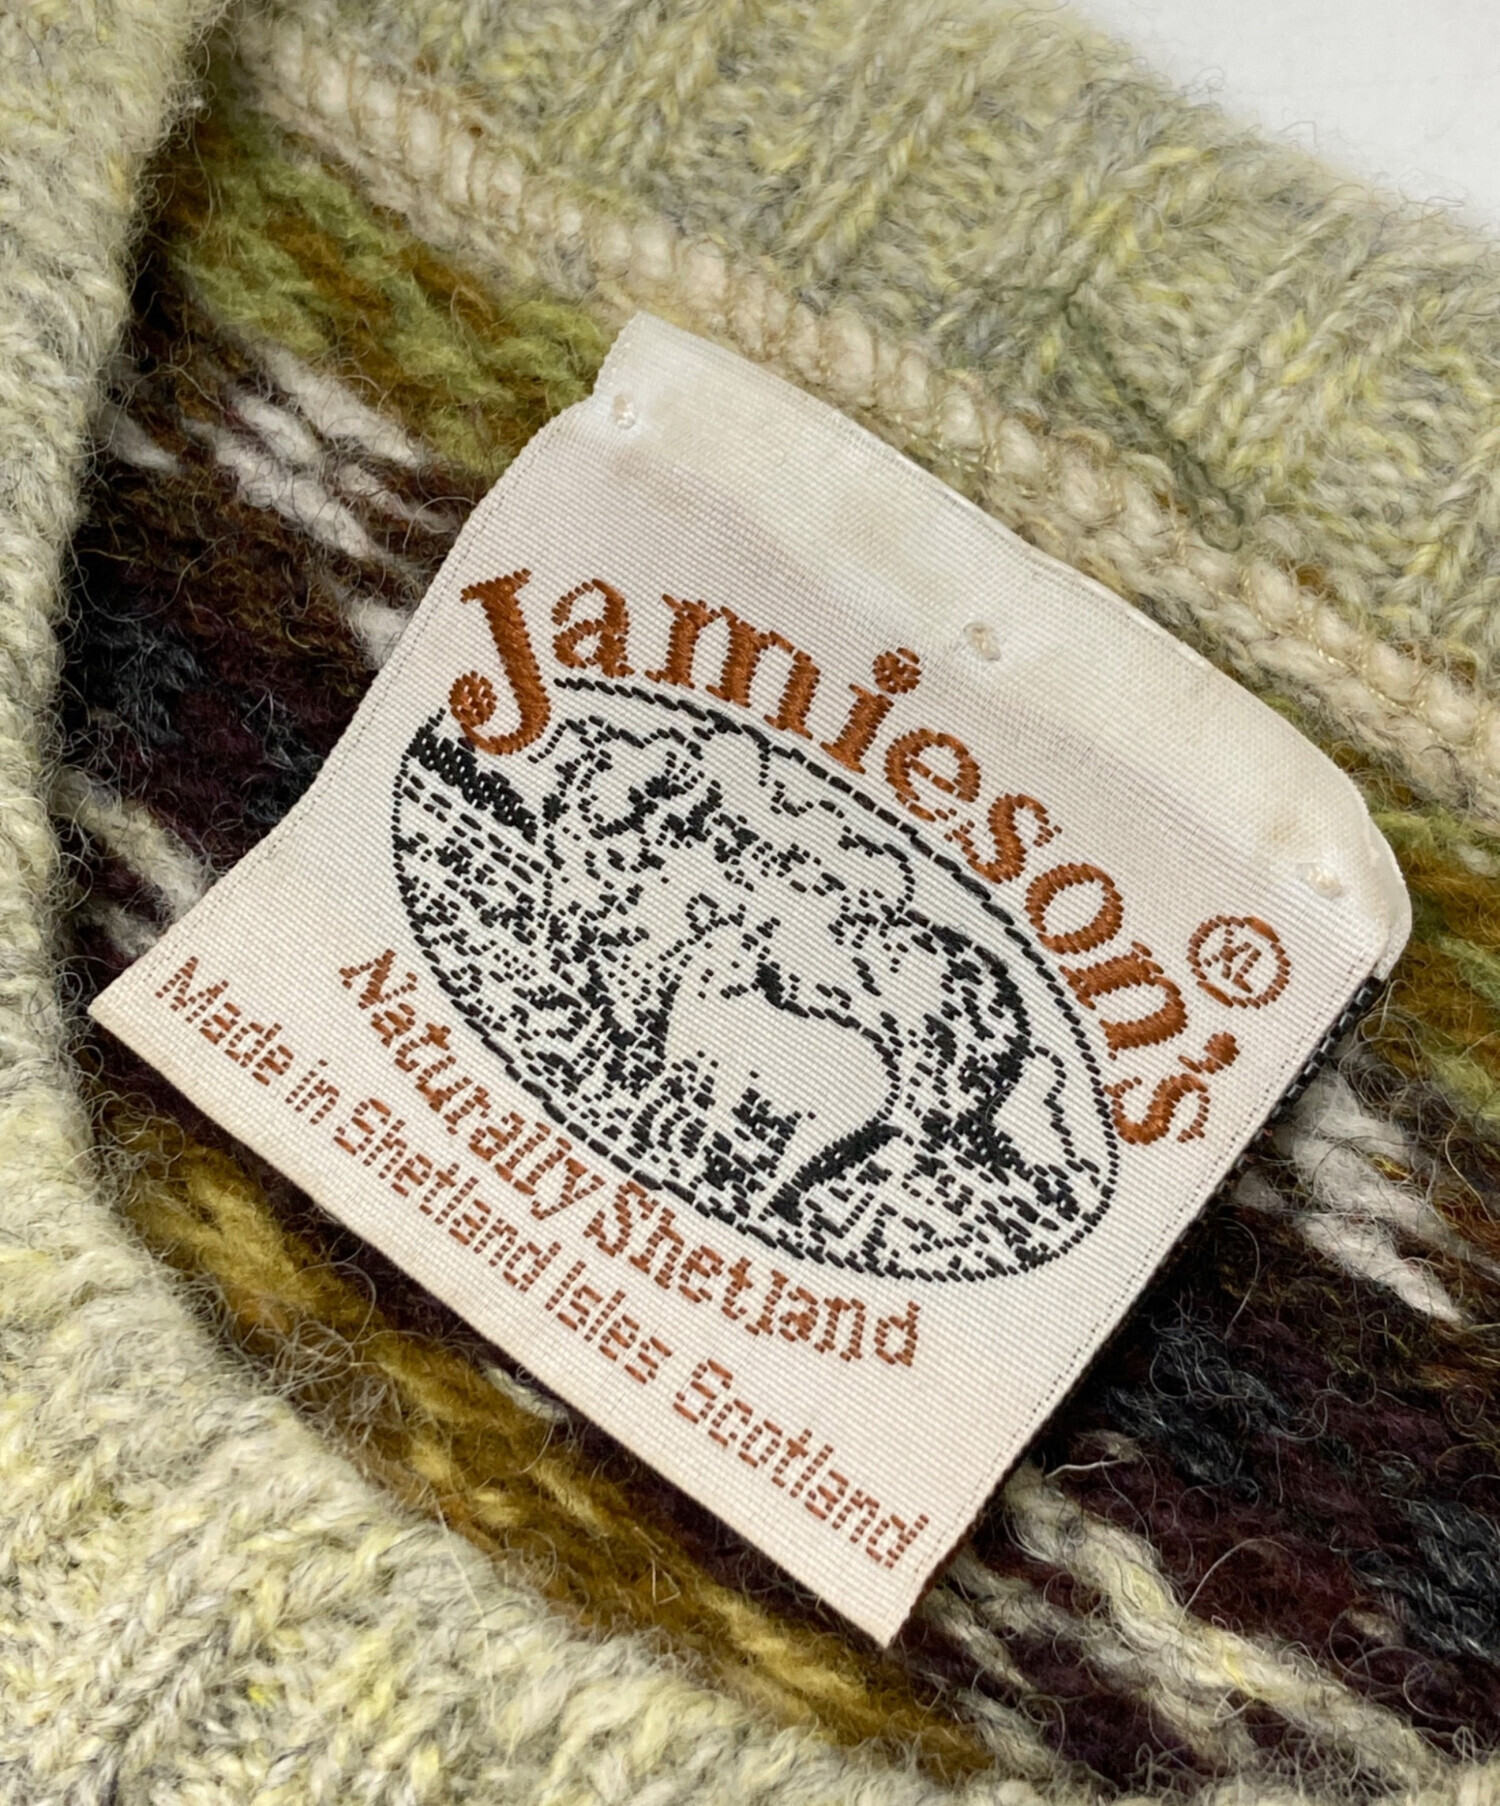 Jamieson's ®
Naturally Shetland
Made in Shetland Isles Scotland